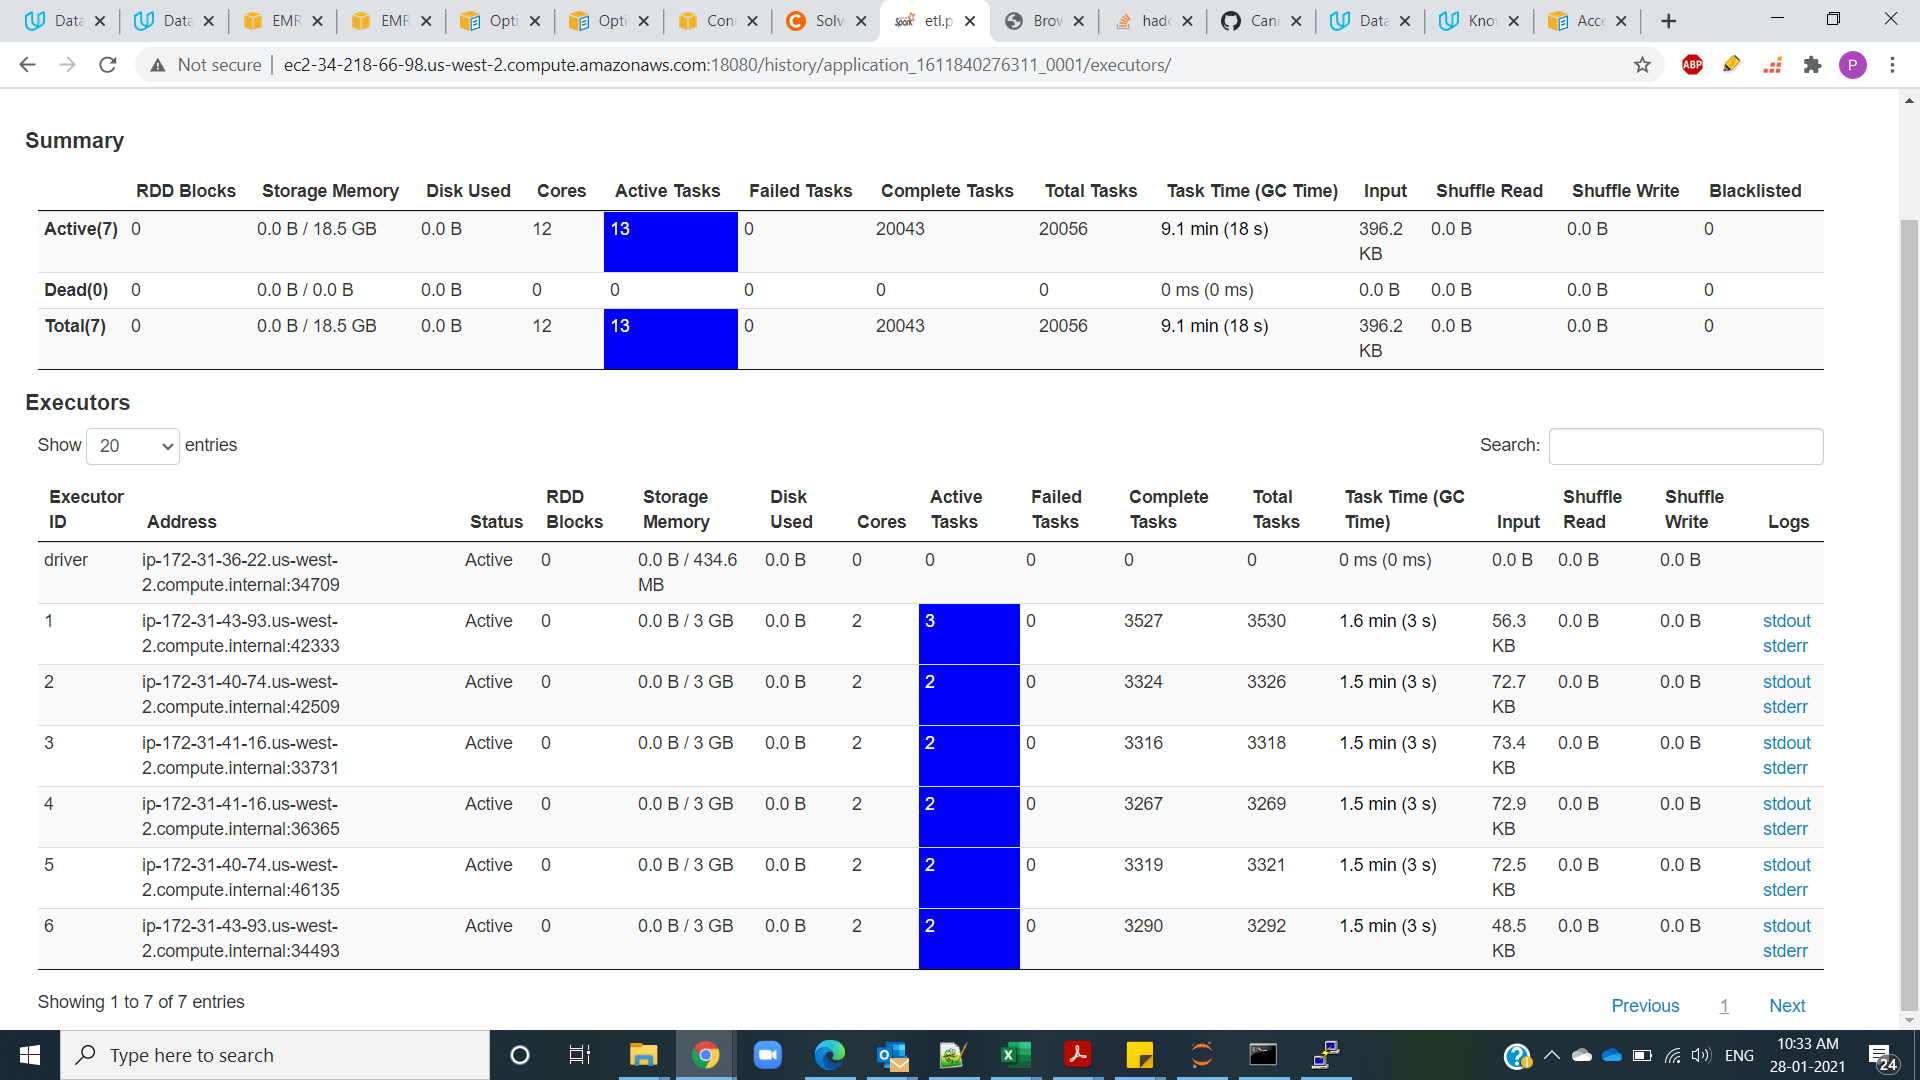 Data
Data
EMR
EMR
Opti
Opti
Con
Solv
etl.p
Brow
hado
Cann
Data
Know
Acce
Not secure | ec2-34-218-66-98.us-west-2.compute.amazonaws.com:18080/history/application_1611840276311_0001/executors/
ABP
P
Summary
RDD Blocks Storage Memory Disk Used Cores Active Tasks Failed Tasks Complete Tasks Total Tasks Task Time (GC Time) Input Shuffle Read Shuffle Write Blacklisted
Active(7) 0 0.0 B / 18.5 GB 0.0 B 12 13 0 20043 20056 9.1 min (18 s) 396.2 0.0 B 0.0 B 0
KB
Dead(0) 0 0.0 B / 0.0 B 0.0 B 0 0 0 0 0 0 ms (0 ms) 0.0 B 0.0 B 0.0 B 0
Total(7) 0 0.0 B / 18.5 GB 0.0 B 12 13 0 20043 20056 9.1 min (18 s) 396.2 0.0 B 0.0 B 0
KB
Executors
Show 20 entries Search:
Executor RDD Storage Disk Active Failed Complete Total Task Time (GC Shuffle Shuffle
ID Address Status Blocks Memory Used Cores Tasks Tasks Tasks Tasks Time) Input Read Write Logs
driver ip-172-31-36-22.us-west- Active 0 0.0 B / 434.6 0.0 B 0 0 0 0 0 0 ms (0 ms) 0.0 B 0.0 B 0.0 B
2.compute.internal:34709 MB
1 ip-172-31-43-93.us-west- Active 0 0.0 B / 3 GB 0.0 B 2 3 0 3527 3530 1.6 min (3 s) 56.3 0.0 B 0.0 B stdout
2.compute.internal:42333 KB stderr
2 ip-172-31-40-74.us-west- Active 0 0.0 B / 3 GB 0.0 B 2 2 0 3324 3326 1.5 min (3 s) 72.7 0.0 B 0.0 B stdout
2.compute.internal:42509 KB stderr
3 ip-172-31-41-16.us-west- Active 0 0.0 B / 3 GB 0.0 B 2 2 0 3316 3318 1.5 min (3 s) 73.4 0.0 B 0.0 B stdout
2.compute.internal:33731 KB stderr
4 ip-172-31-41-16.us-west- Active 0 0.0 B / 3 GB 0.0 B 2 2 0 3267 3269 1.5 min (3 s) 72.9 0.0 B 0.0 B stdout
2.compute.internal:36365 KB stderr
5 ip-172-31-40-74.us-west- Active 0 0.0 B / 3 GB 0.0 B 2 2 0 3319 3321 1.5 min (3 s) 72.5 0.0 B 0.0 B stdout
2.compute.internal:46135 KB stderr
6 ip-172-31-43-93.us-west- Active 0 0.0 B / 3 GB 0.0 B 2 2 0 3290 3292 1.5 min (3 s) 48.5 0.0 B 0.0 B stdout
2.compute.internal:34493 KB stderr
Showing 1 to 7 of 7 entries Previous 1 Next
Type here to search
ENG
10:33 AM
28-01-2021
24